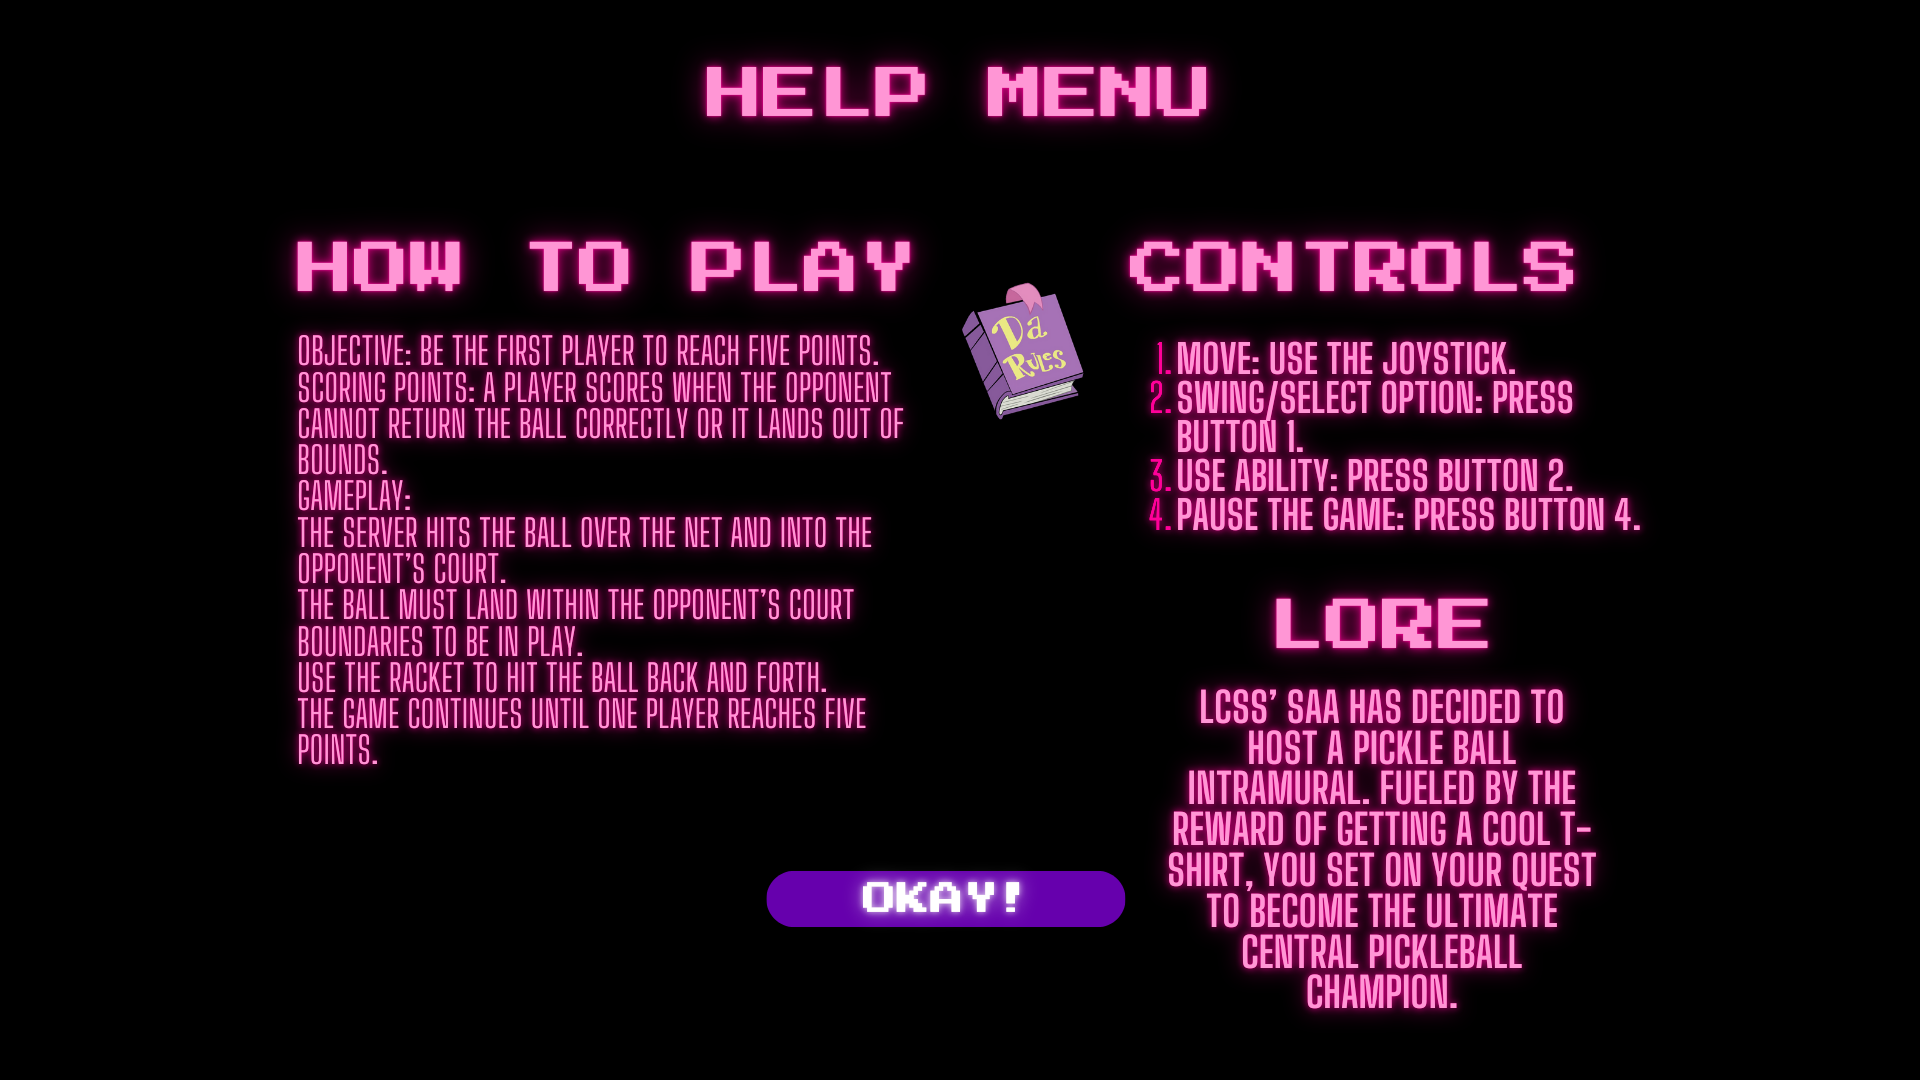 HELP MENU
HOW TO PLAY
OBJECTIVE: BE THE FIRST PLAYER TO REACH FIVE POINTS.
SCORING POINTS: A PLAYER SCORES WHEN THE OPPONENT
CANNOT RETURN THE BALL CORRECTLY OR IT LANDS OUT OF
BOUNDS.
GAMEPLAY:
THE SERVER HITS THE BALL OVER THE NET AND INTO THE
OPPONENT'S COURT.
THE BALL MUST LAND WITHIN THE OPPONENT'S COURT
BOUNDARIES TO BE IN PLAY.
USE THE RACKET TO HIT THE BALL BACK AND FORTH.
THE GAME CONTINUES UNTIL ONE PLAYER REACHES FIVE
POINTS.
Da
Rules
CONTROLS
1. MOVE: USE THE JOYSTICK.
2. SWING/SELECT OPTION: PRESS
BUTTON 1.
3. USE ABILITY: PRESS BUTTON 2.
4. PAUSE THE GAME: PRESS BUTTON 4.
LORE
LCSS' SAA HAS DECIDED TO
HOST A PICKLE BALL
INTRAMURAL. FUELED BY THE
REWARD OF GETTING A COOL T-
SHIRT, YOU SET ON YOUR QUEST
TO BECOME THE ULTIMATE
CENTRAL PICKLEBALL
CHAMPION.
OKAY!